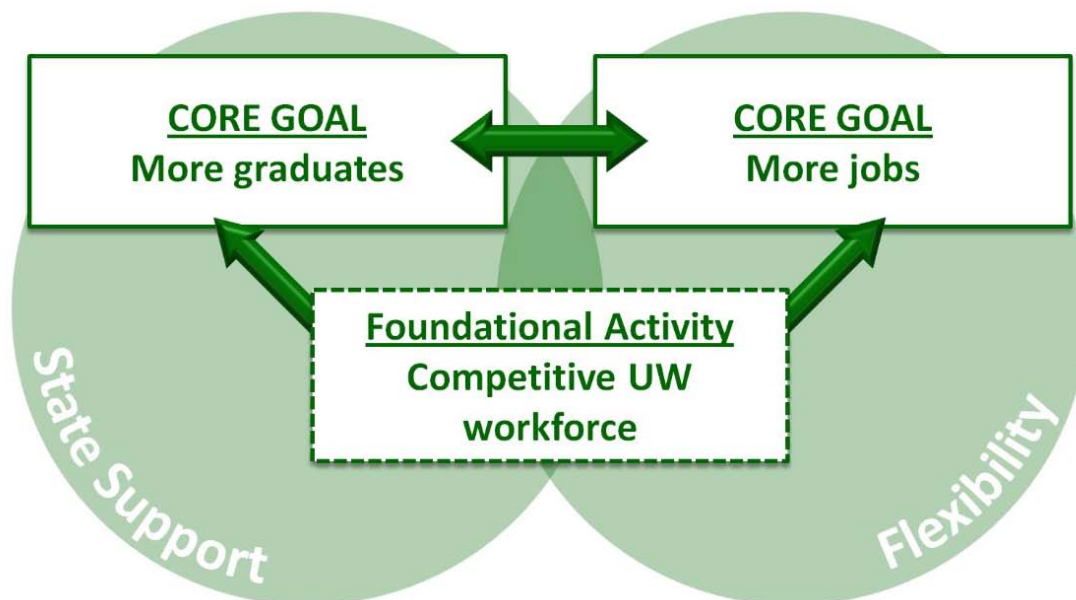 CORE GOAL
More graduates
CORE GOAL
More jobs
Foundational Activity
Competitive UW
workforce
State Support
Flexibility